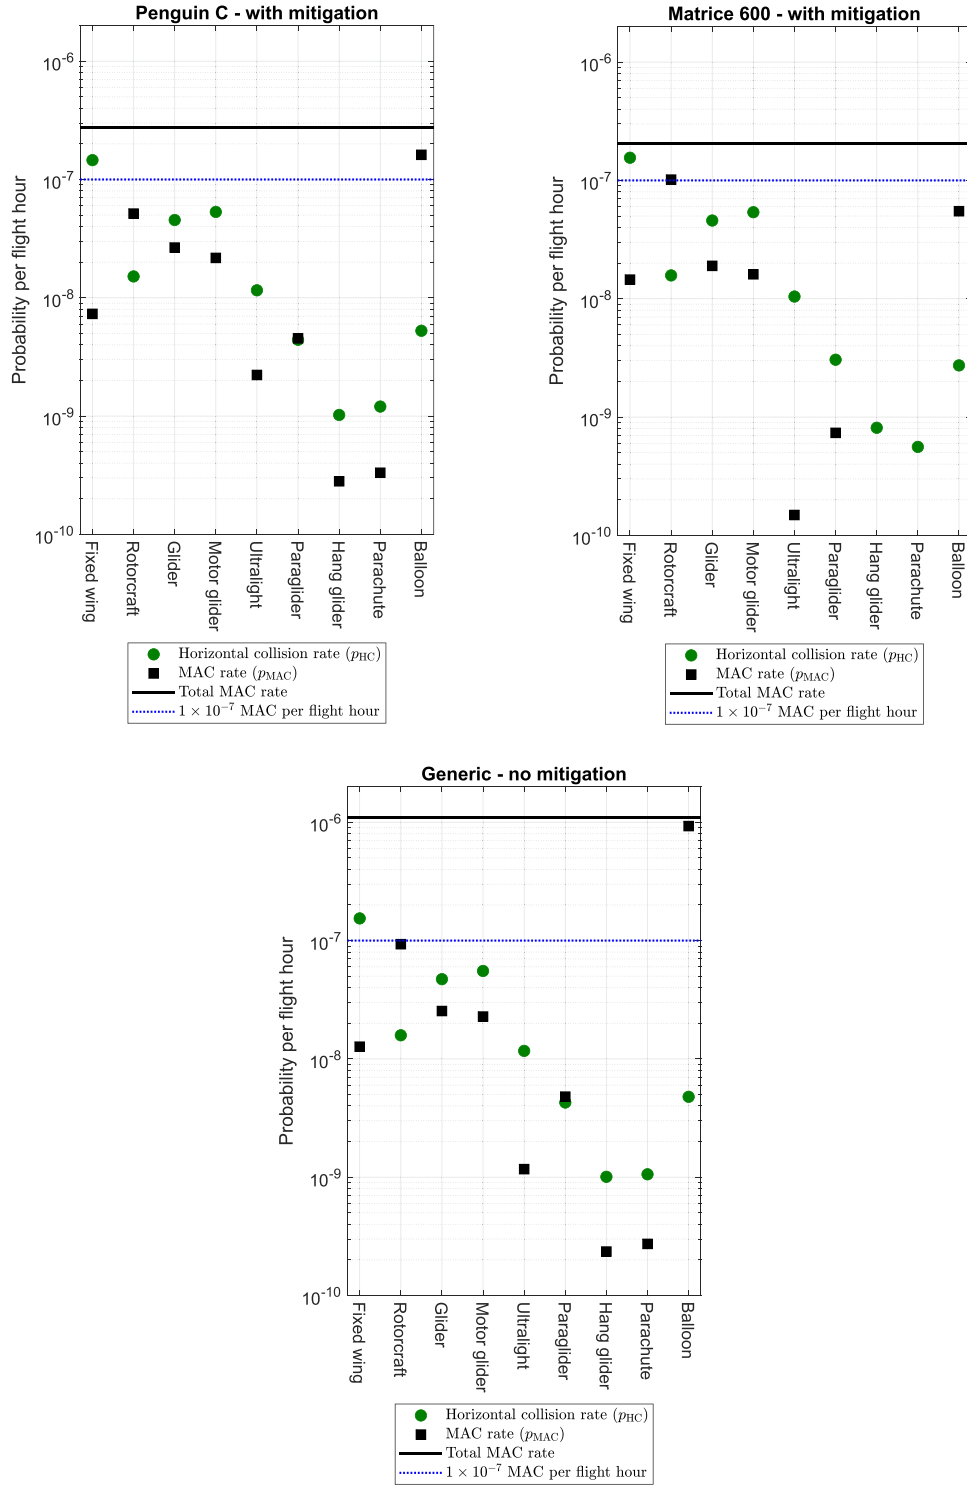 Penguin C - with mitigation
Probability per flight hour
10-6
10-7
10-8
10-9
10-10
Fixed wing
Rotorcraft
Glider
Motor glider
Ultralight
Paraglider
Hang glider
Parachute
Balloon
Horizontal collision rate (pHC)
MAC rate (pMAC)
Total MAC rate
1 × 10−7 MAC per flight hour
Matrice 600 - with mitigation
Probability per flight hour
10-6
10-7
10-8
10-9
10-10
Fixed wing
Rotorcraft
Glider
Motor glider
Ultralight
Paraglider
Hang glider
Parachute
Balloon
Horizontal collision rate (pHC)
MAC rate (pMAC)
Total MAC rate
1 × 10−7 MAC per flight hour
Generic - no mitigation
Probability per flight hour
10-6
10-7
10-8
10-9
10-10
Fixed wing
Rotorcraft
Glider
Motor glider
Ultralight
Paraglider
Hang glider
Parachute
Balloon
Horizontal collision rate (pHC)
MAC rate (pMAC)
Total MAC rate
1 × 10−7 MAC per flight hour